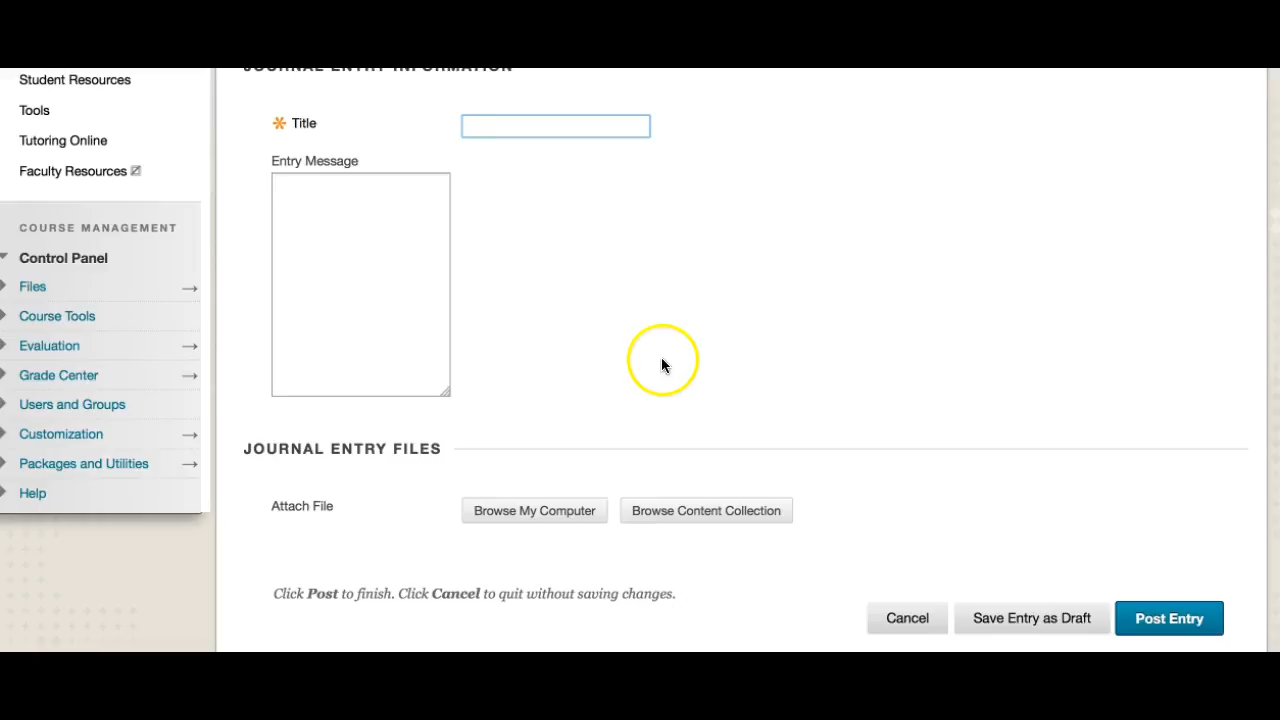 JOURNAL ENTRY INFORMATION
Student Resources
Tools
Tutoring Online
Faculty Resources
COURSE MANAGEMENT
Control Panel
Files
Course Tools
Evaluation
Grade Center
Users and Groups
Customization
Packages and Utilities
Help
Title
Entry Message
JOURNAL ENTRY FILES
Attach File
Browse My Computer
Browse Content Collection
Click Post to finish. Click Cancel to quit without saving changes.
Cancel
Save Entry as Draft
Post Entry